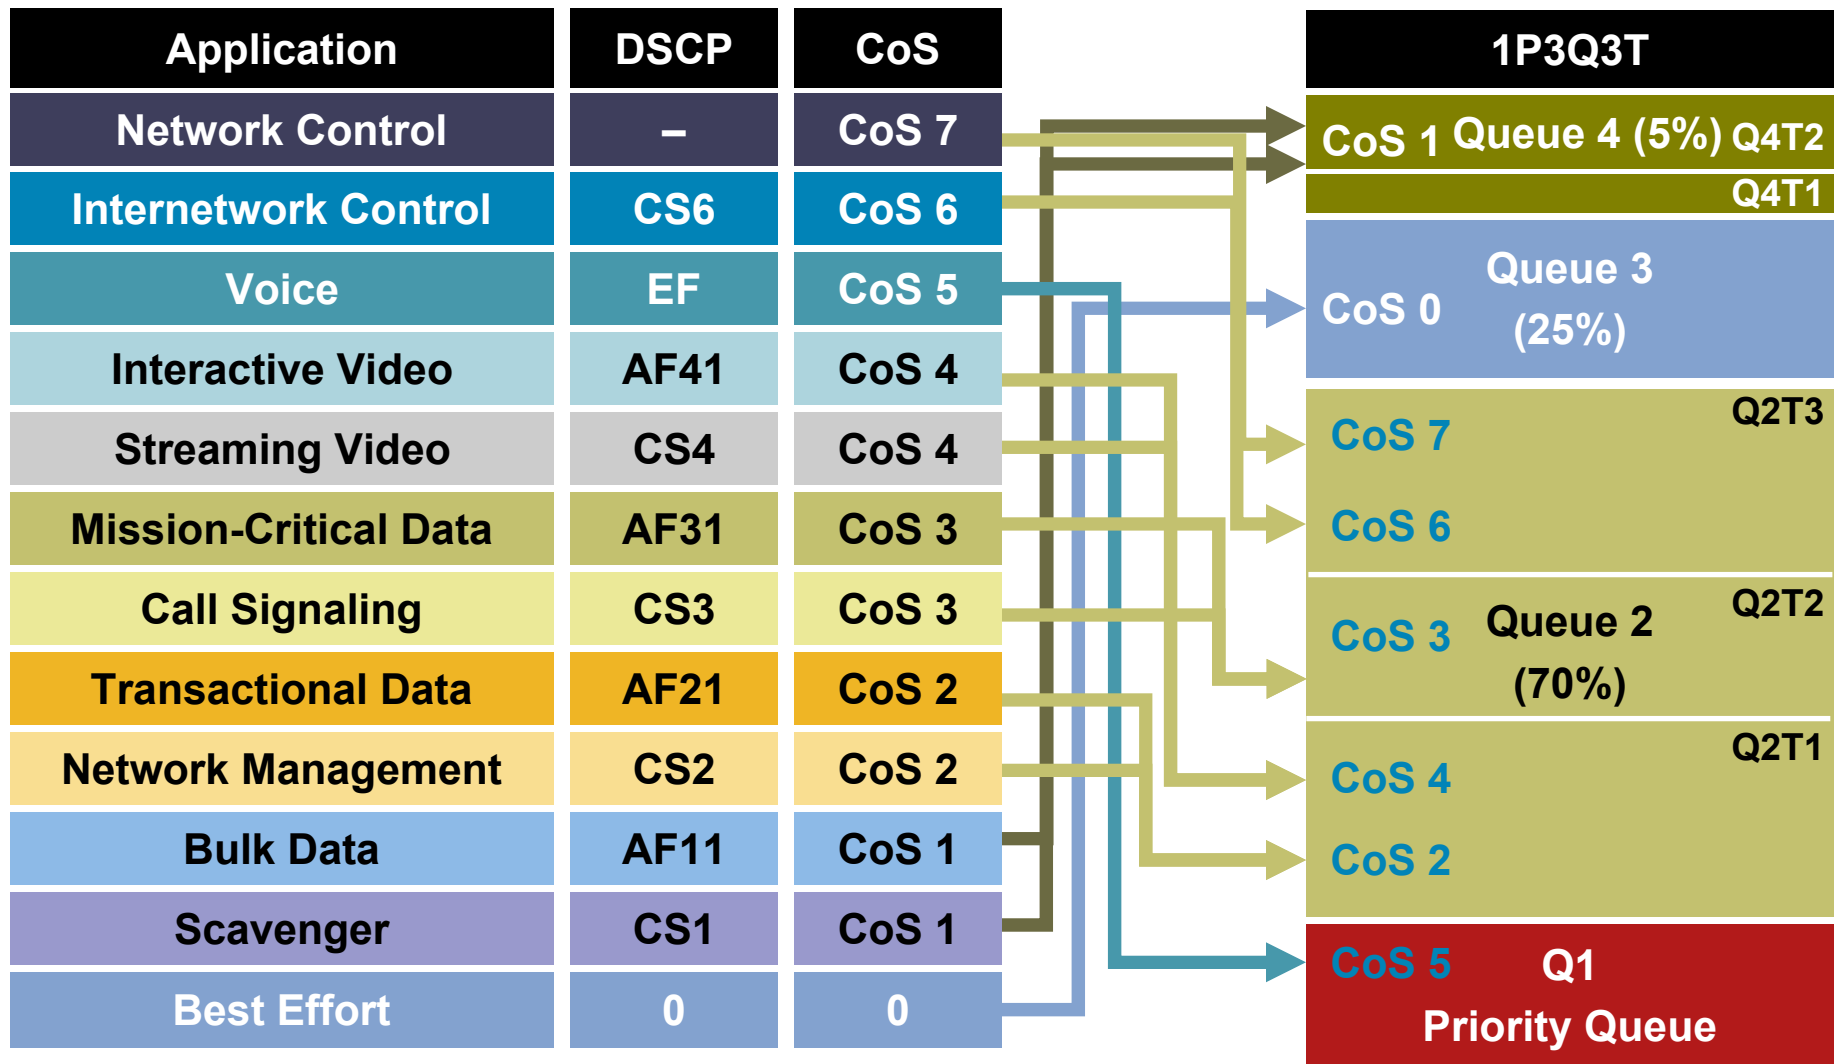 Application DSCP CoS
Network Control – CoS 7
Internetwork Control CS6 CoS 6
Voice EF CoS 5
Interactive Video AF41 CoS 4
Streaming Video CS4 CoS 4
Mission-Critical Data AF31 CoS 3
Call Signaling CS3 CoS 3
Transactional Data AF21 CoS 2
Network Management CS2 CoS 2
Bulk Data AF11 CoS 1
Scavenger CS1 CoS 1
Best Effort 0 0
1P3Q3T
CoS 1 Queue 4 (5%) Q4T2
Q4T1
Queue 3
CoS 0
(25%)
Q2T3
CoS 7
CoS 6
Q2T2
CoS 3 Queue 2
(70%)
Q2T1
CoS 4
CoS 2
CoS 5 Q1
Priority Queue